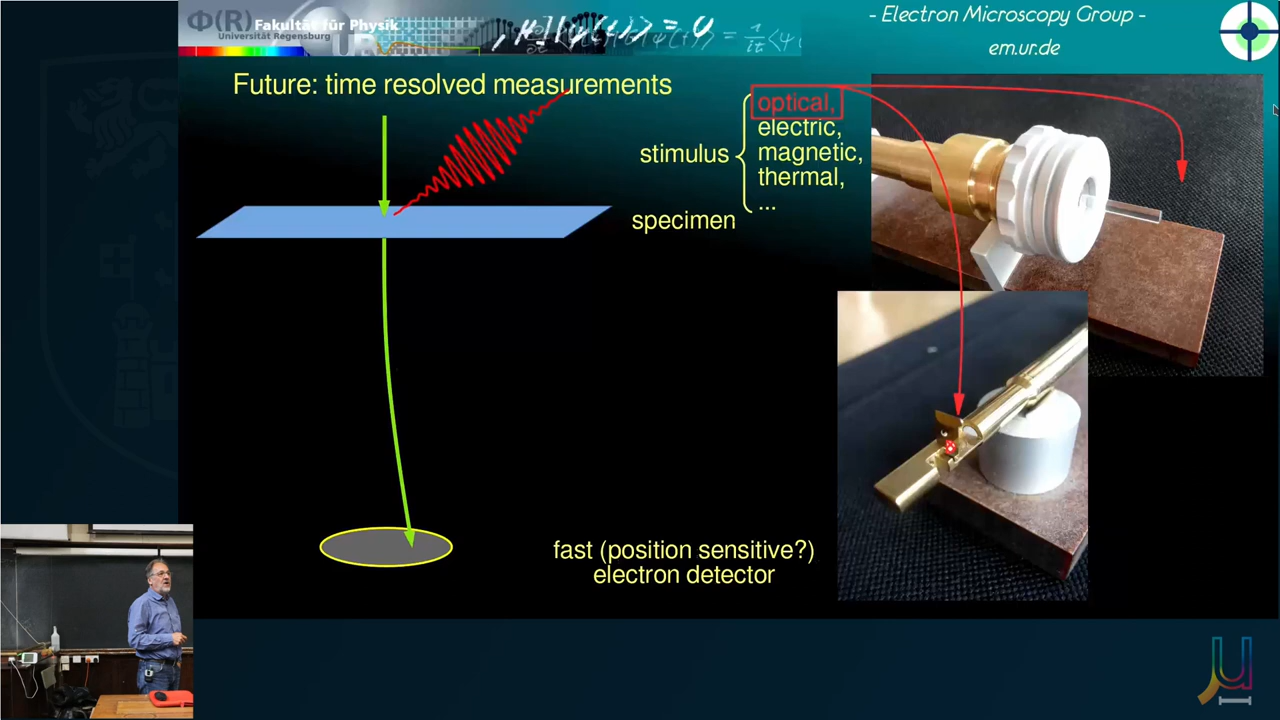 Φ(R) Fakultät für Physik
Universität Regensburg
- Electron Microscopy Group -
em.ur.de
Future: time resolved measurements
stimulus
optical,
electric,
magnetic,
thermal,
...
specimen
fast (position sensitive?)
electron detector
μ